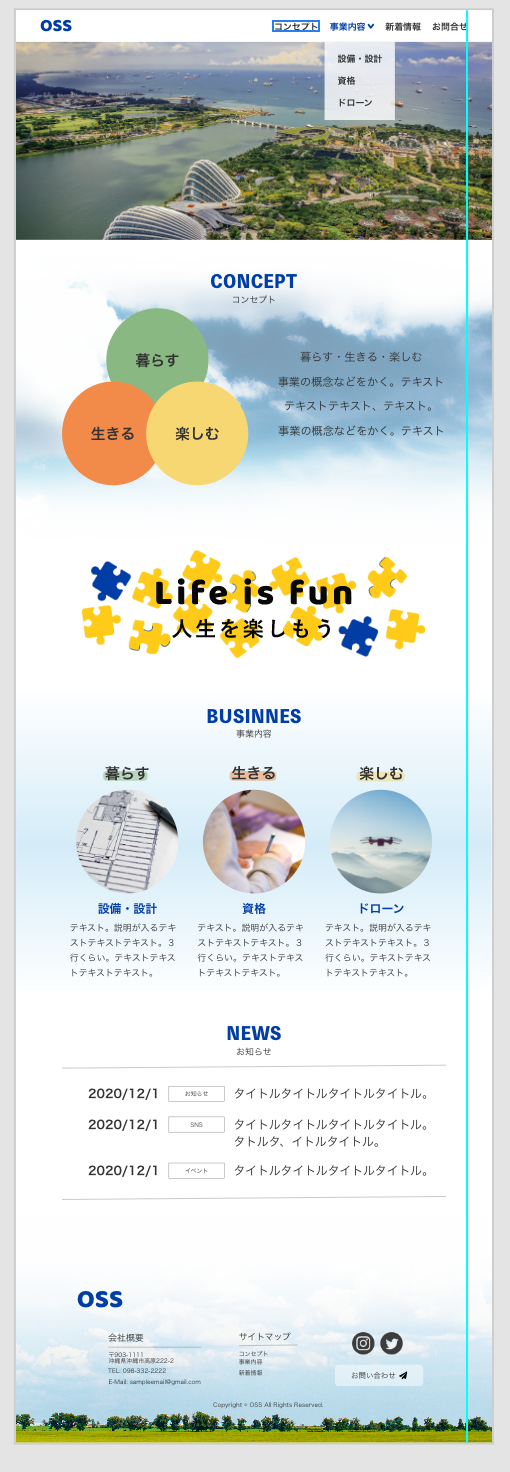 OSS
コンセプト 事業内容 新着情報 お問合せ
設備・設計
資格
ドローン
CONCEPT
コンセプト
暮らす
生きる 楽しむ
暮らす・生きる・楽しむ
事業の概念などをかく。テキスト
テキストテキスト、テキスト。
事業の概念などをかく。テキスト
Life is fun
人生を楽しもう
BUSINNES
事業内容
暮らす 生きる 楽しむ
設備・設計
テキスト。説明が入るテキ
ストテキストテキスト。３
行くらい。テキストテキス
トテキストテキスト。
資格
テキスト。説明が入るテキ
ストテキストテキスト。３
行くらい。テキストテキス
トテキストテキスト。
ドローン
テキスト。説明が入るテキ
ストテキストテキスト。３
行くらい。テキストテキス
トテキストテキスト。
NEWS
お知らせ
2020/12/1 お知らせ タイトルタイトルタイトルタイトル。
2020/12/1 SNS タイトルタイトルタイトルタイトル。
タトルタ、イトルタイトル。
2020/12/1 イベント タイトルタイトルタイトルタイトル。
OSS
会社概要
〒903-1111
沖縄県沖縄市高原222-2
TEL: 098-332-2222
E-Mail: sampleemail@gmail.com
サイトマップ
コンセプト
事業内容
新着情報
お問い合わせ
Copyright © OSS All Rights Reserved.